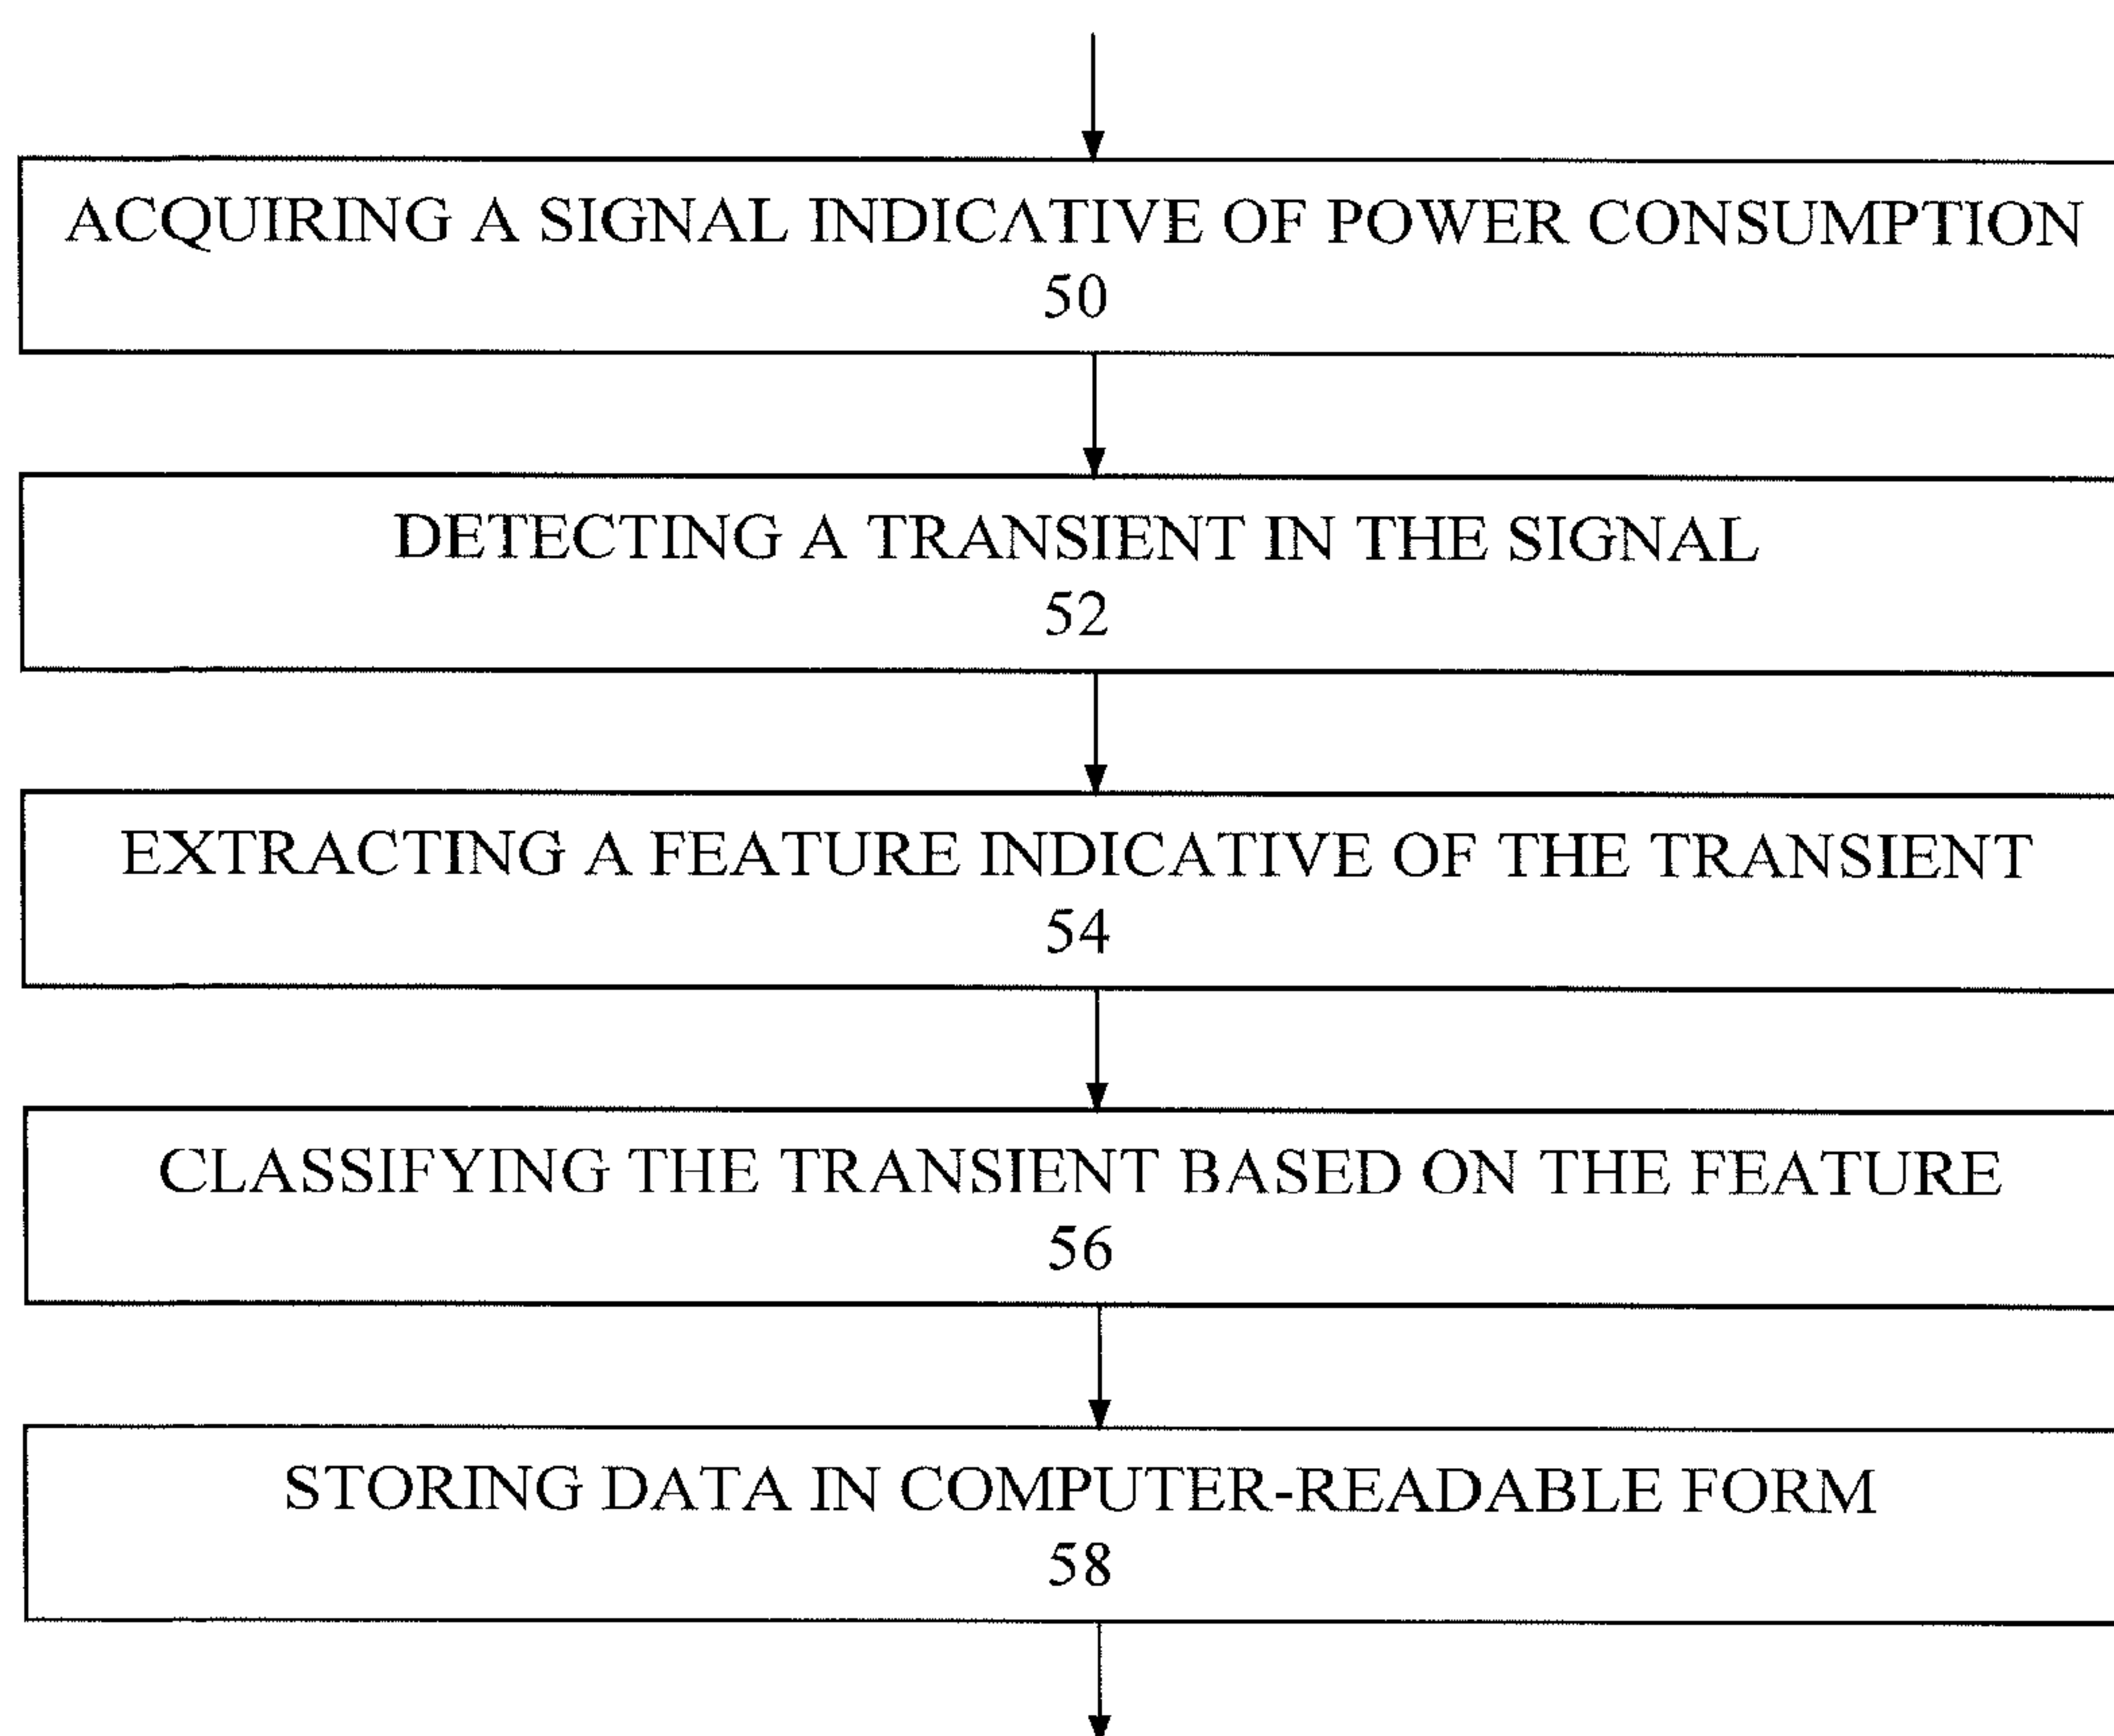 ACQUIRING A SIGNAL INDICATIVE OF POWER CONSUMPTION
50
DETECTING A TRANSIENT IN THE SIGNAL
52
EXTRACTING A FEATURE INDICATIVE OF THE TRANSIENT
54
CLASSIFYING THE TRANSIENT BASED ON THE FEATURE
56
STORING DATA IN COMPUTER-READABLE FORM
58